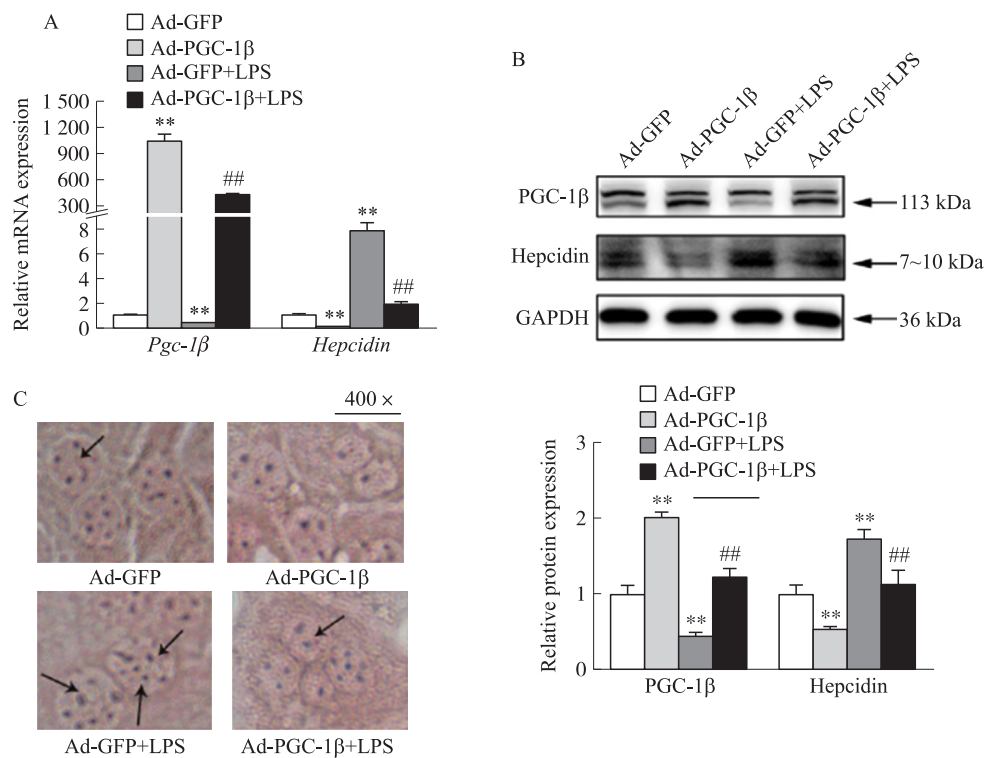 A
Ad-GFP
Ad-PGC-1β
Ad-GFP+LPS
Ad-PGC-1β+LPS
Relative mRNA expression
1 500
1 200
900
600
300
8
6
4
2
0
**
**
##
**
**
##
Pgc-1β
Hepcidin
B
Ad-GFP
Ad-PGC-1β
Ad-GFP+LPS
Ad-PGC-1β+LPS
PGC-1β
113 kDa
Hepcidin
7~10 kDa
GAPDH
36 kDa
Ad-GFP
Ad-PGC-1β
Ad-GFP+LPS
Ad-PGC-1β+LPS
Relative protein expression
3
2
1
0
**
**
##
**
**
##
PGC-1β
Hepcidin
C
400 ×
Ad-GFP
Ad-PGC-1β
Ad-GFP+LPS
Ad-PGC-1β+LPS